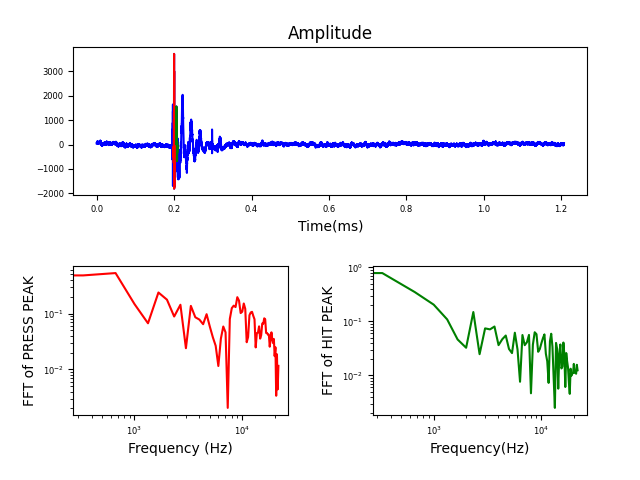 Amplitude
3000
2000
1000
0
−1000
−2000
0.0 0.2 0.4 0.6 0.8 1.0 1.2
Time(ms)
FFT of PRESS PEAK
10⁻¹
10⁻²
10³ 10⁴
Frequency (Hz)
FFT of HIT PEAK
10⁰
10⁻¹
10⁻²
10³ 10⁴
Frequency(Hz)